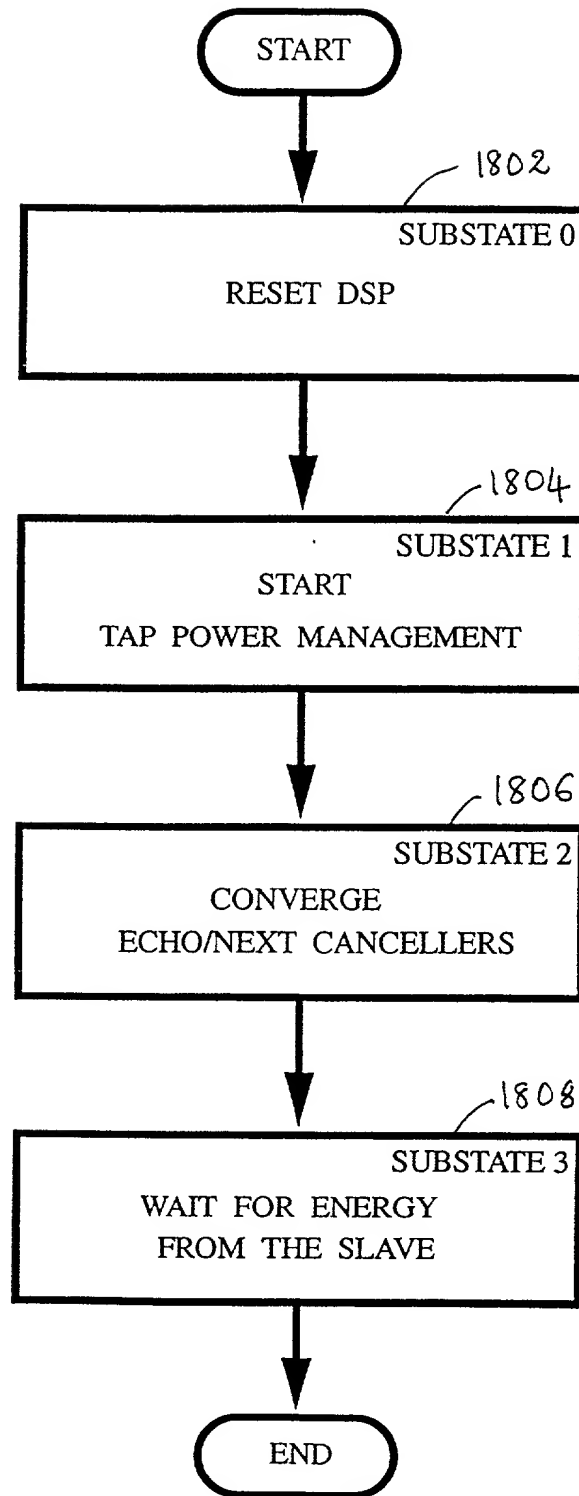 START
1802
SUBSTATE 0
RESET DSP
1804
SUBSTATE 1
START
TAP POWER MANAGEMENT
1806
SUBSTATE 2
CONVERGE
ECHO/NEXT CANCELLERS
1808
SUBSTATE 3
WAIT FOR ENERGY
FROM THE SLAVE
END